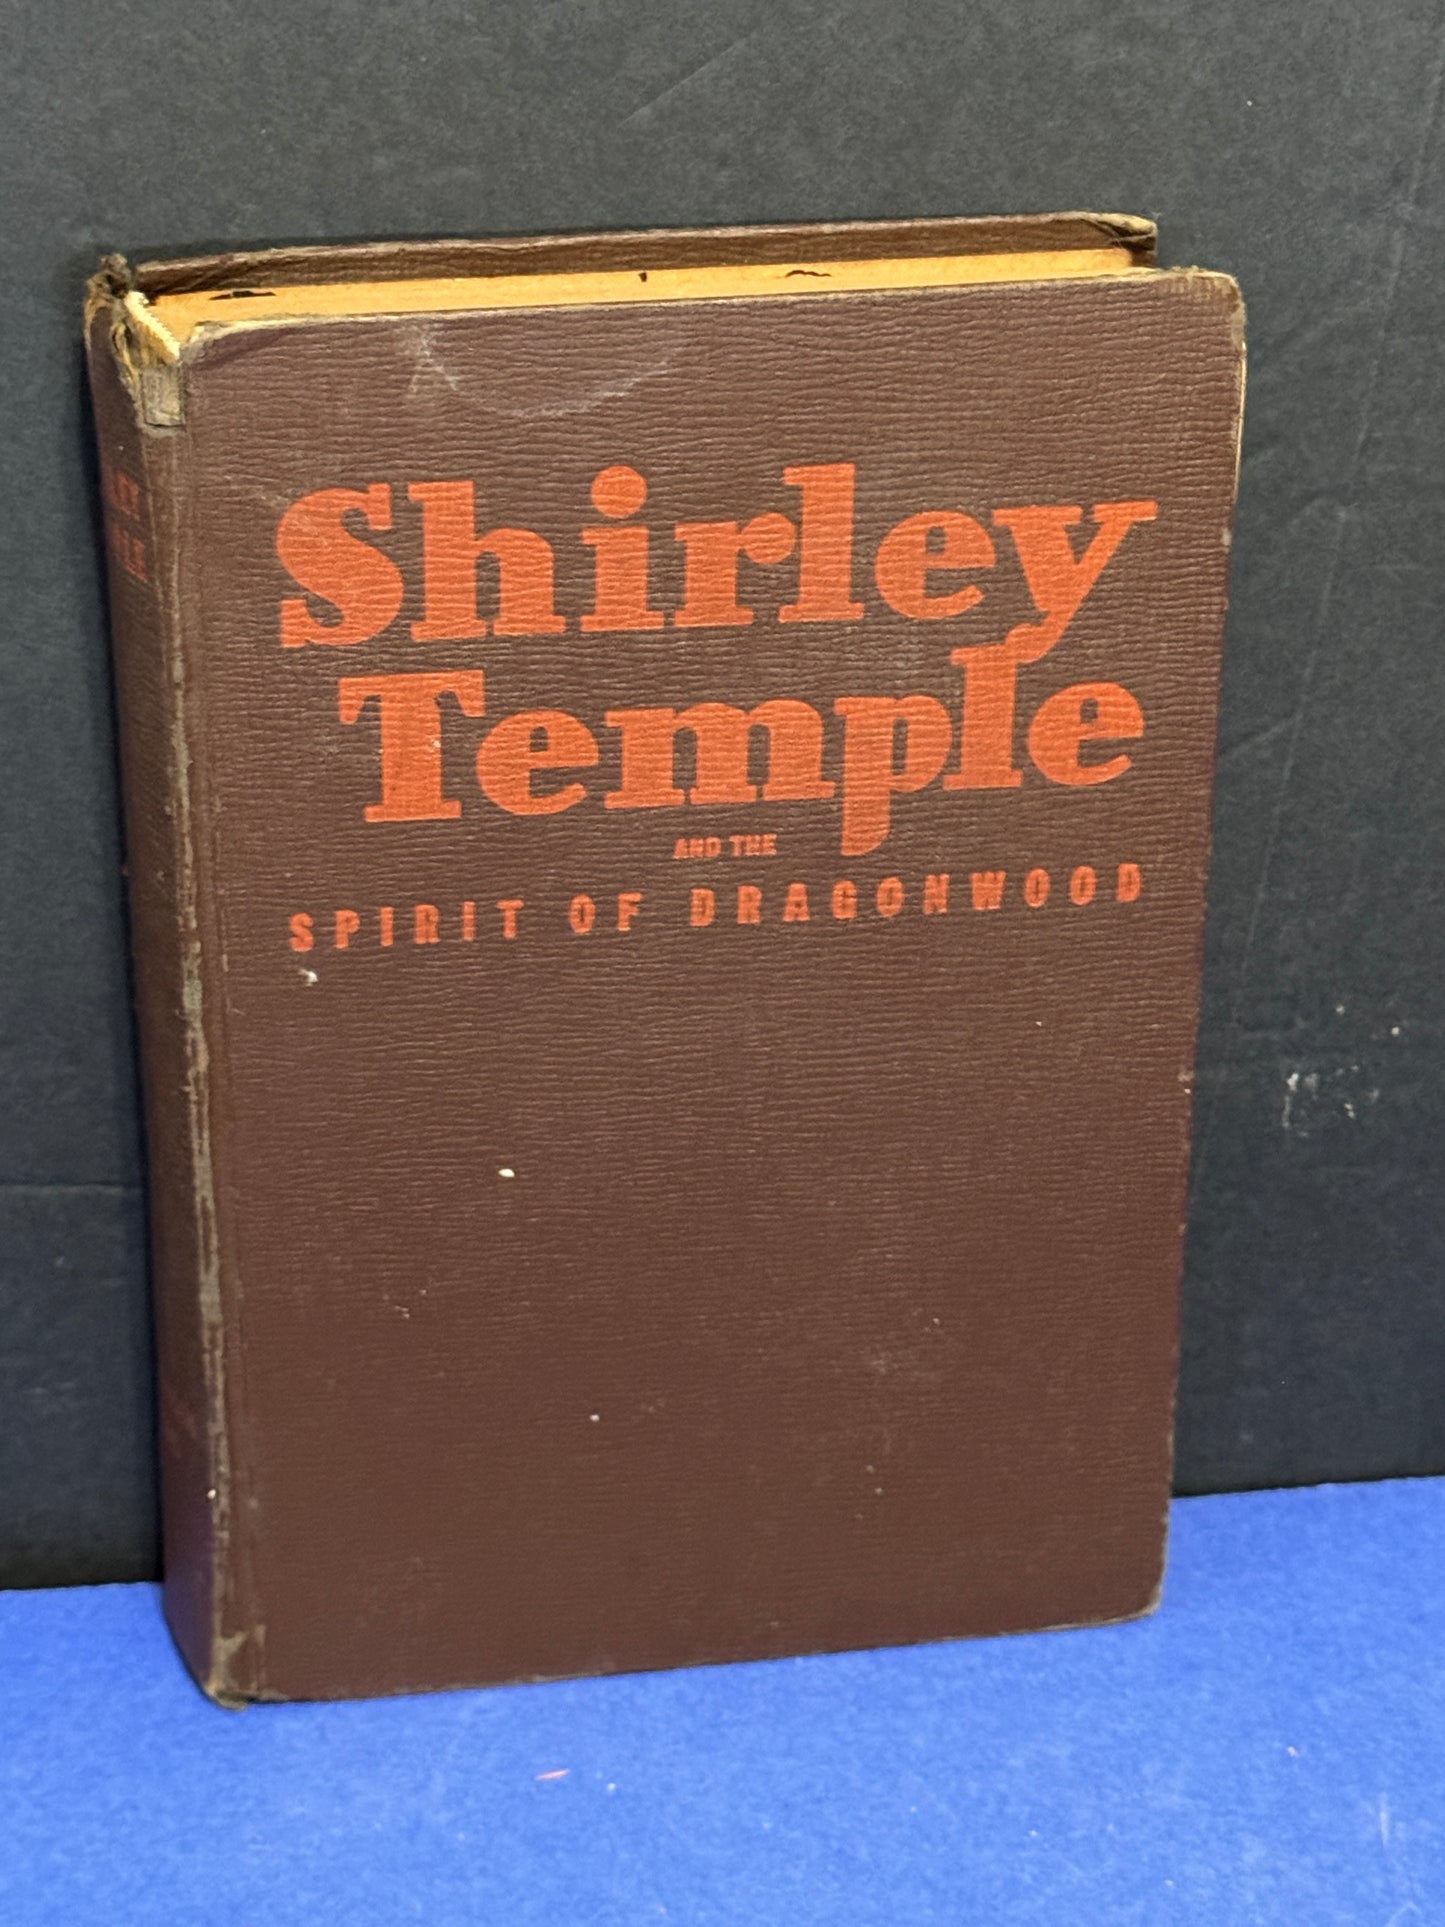 Shirley
Temple
AND THE
SPIRIT OF DRAGONWOOD